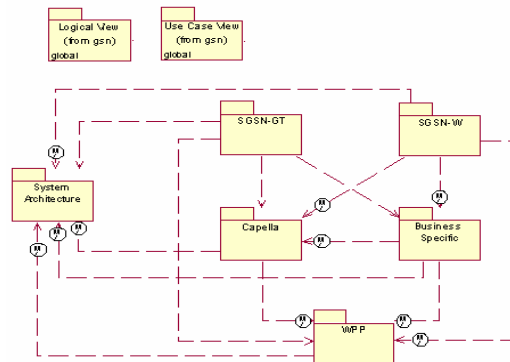 Logical View
(from gsn)
global
Use Case View
(from gsn)
global
SGSN-GT
SGSN-W
System
Architecture
Capella
Business
Specific
WPP